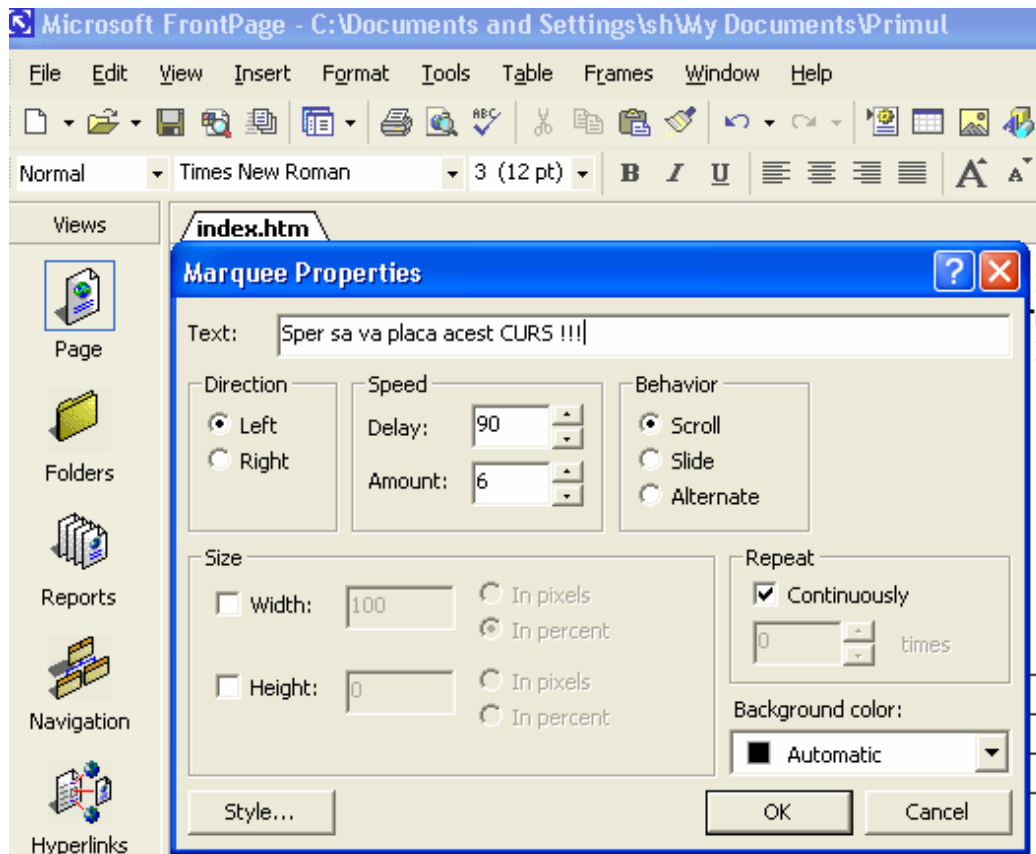 Microsoft FrontPage - C:\Documents and Settings\sh\My Documents\Primul
File Edit View Insert Format Tools Table Frames Window Help
ABC
Normal Times New Roman 3 (12 pt) B I U A A
Views
index.htm
Marquee Properties
Page
Text: Sper sa va placa acest CURS !!!
Direction Speed Behavior
Left Delay: 90 Scroll
Right Slide
Folders
Amount: 6 Alternate
Size Repeat
Reports
Width: 100 In pixels Continuously
In percent 0 times
Height: 0 In pixels
In percent
Navigation
Background color:
Automatic
Style... OK Cancel
Hyperlinks